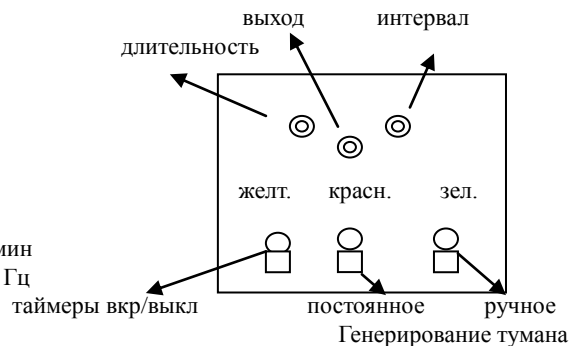 выход интервал
длительность
желт. красн. зел.
мин
Гц
таймеры вкр/выкл постоянное ручное
Генерирование тумана